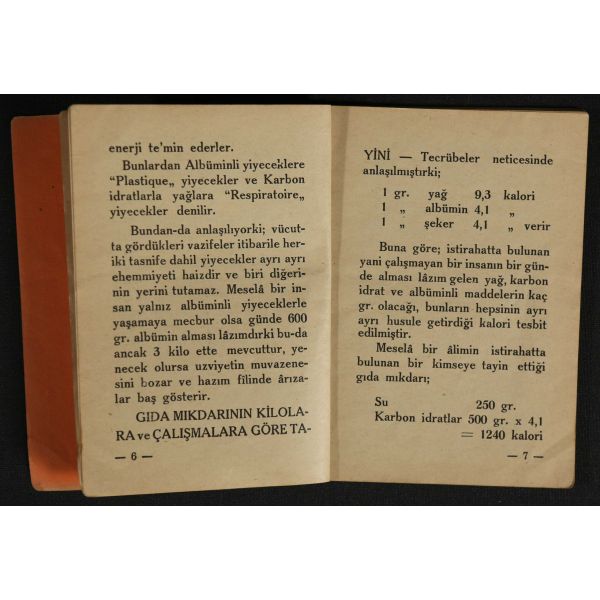 enerji te'min ederler.
Bunlardan Albüminli yiyeceklere
"Plastique„ yiyecekler ve Karbon
idratlarla yağlara "Respiratoire„
yiyecekler denilir.
Bundan-da anlaşılıyorki; vücut-
ta gördükleri vazifeler itibarile her-
iki tasnife dahil yiyecekler ayrı ayrı
ehemmiyeti haizdir ve biri diğeri-
nin yerini tutamaz. Meselâ bir in-
san yalnız albüminli yiyeceklerle
yaşamaya mecbur olsa günde 600
gr. albümin alması lâzımdırki bu-da
ancak 3 kilo ette mevcuttur, ye-
necek olursa uzviyetin muvazene-
sini bozar ve hazım filinde ârıza-
lar baş gösterir.
GIDA MIKDARININ KİLOLA-
RA ve ÇALIŞMALARA GÖRE TA-
— 6 —
YİNİ — Tecrübeler neticesinde
anlaşılmıştırki;
1 gr. yağ 9,3 kalori
1 „ albümin 4,1 „
1 „ şeker 4,1 „ verir
Buna göre; istirahatta bulunan
yani çalışmayan bir insanın bir gün-
de alması lâzım gelen yağ, karbon
idrat ve albüminli maddelerin kaç
gr. olacağı, bunların hepsinin ayrı
ayrı husule getirdiği kalori tesbit
edilmiştir.
Meselâ bir âlimin istirahatta
bulunan bir kimseye tayin ettiği
gıda mıkdarı;
Su 250 gr.
Karbon idratlar 500 gr. x 4,1
= 1240 kalori
— 7 —